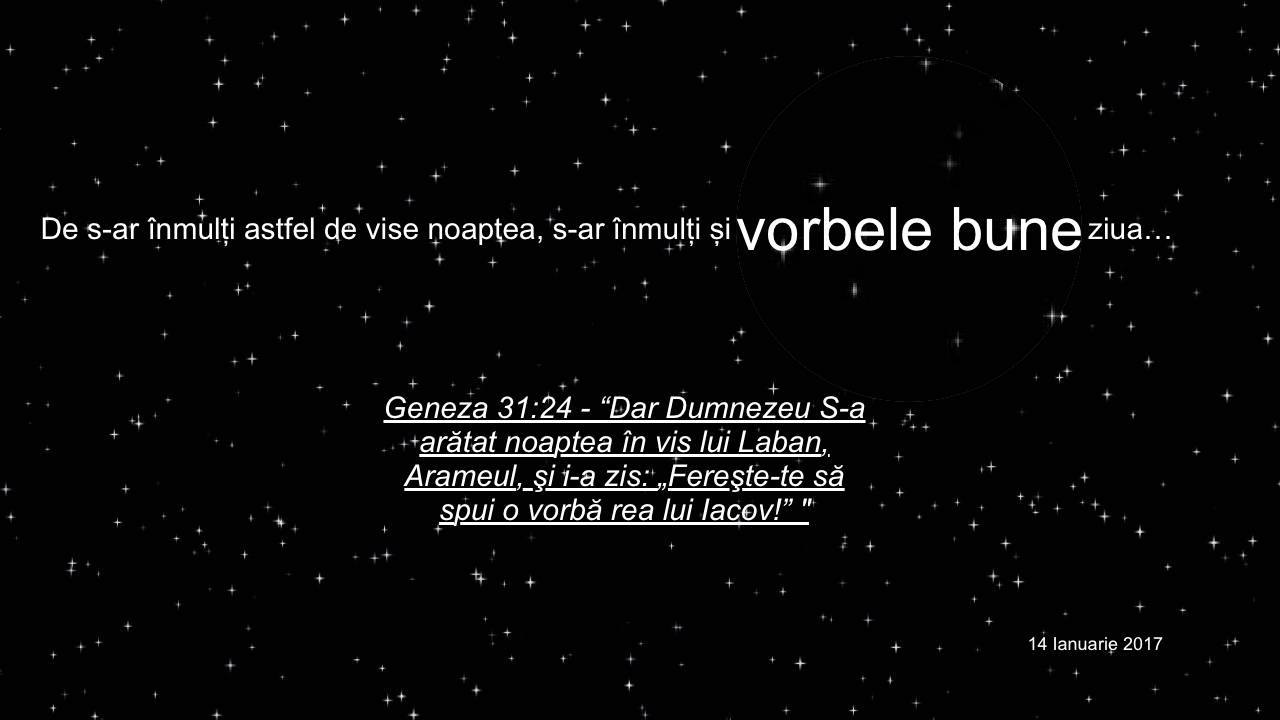 De s-ar înmulți astfel de vise noaptea, s-ar înmulți și vorbele bune ziua…
Geneza 31:24 - “Dar Dumnezeu S-a
arătat noaptea în vis lui Laban,
Arameul, şi i-a zis: „Fereşte-te să
spui o vorbă rea lui Iacov!” "
14 Ianuarie 2017